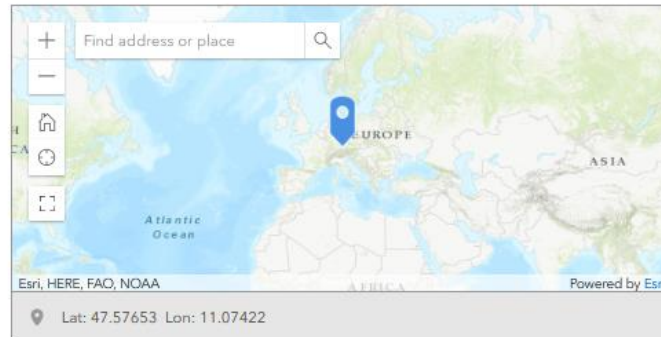 Find address or place
EUROPE
ASIA
Atlantic
Ocean
AFRICA
Esri, HERE, FAO, NOAA
Powered by Esr
Lat: 47.57653 Lon: 11.07422